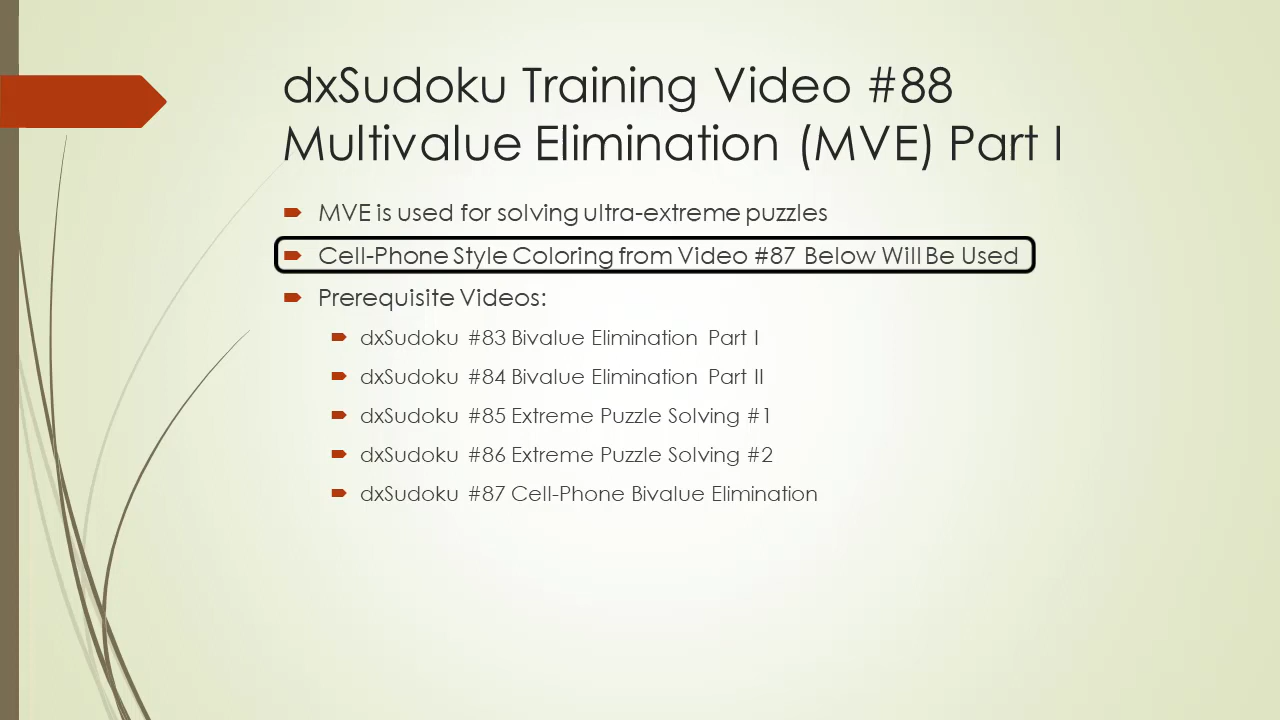 dxSudoku Training Video #88
Multivalue Elimination (MVE) Part I
MVE is used for solving ultra-extreme puzzles
Cell-Phone Style Coloring from Video #87 Below Will Be Used
Prerequisite Videos:
dxSudoku #83 Bivalue Elimination Part I
dxSudoku #84 Bivalue Elimination Part II
dxSudoku #85 Extreme Puzzle Solving #1
dxSudoku #86 Extreme Puzzle Solving #2
dxSudoku #87 Cell-Phone Bivalue Elimination